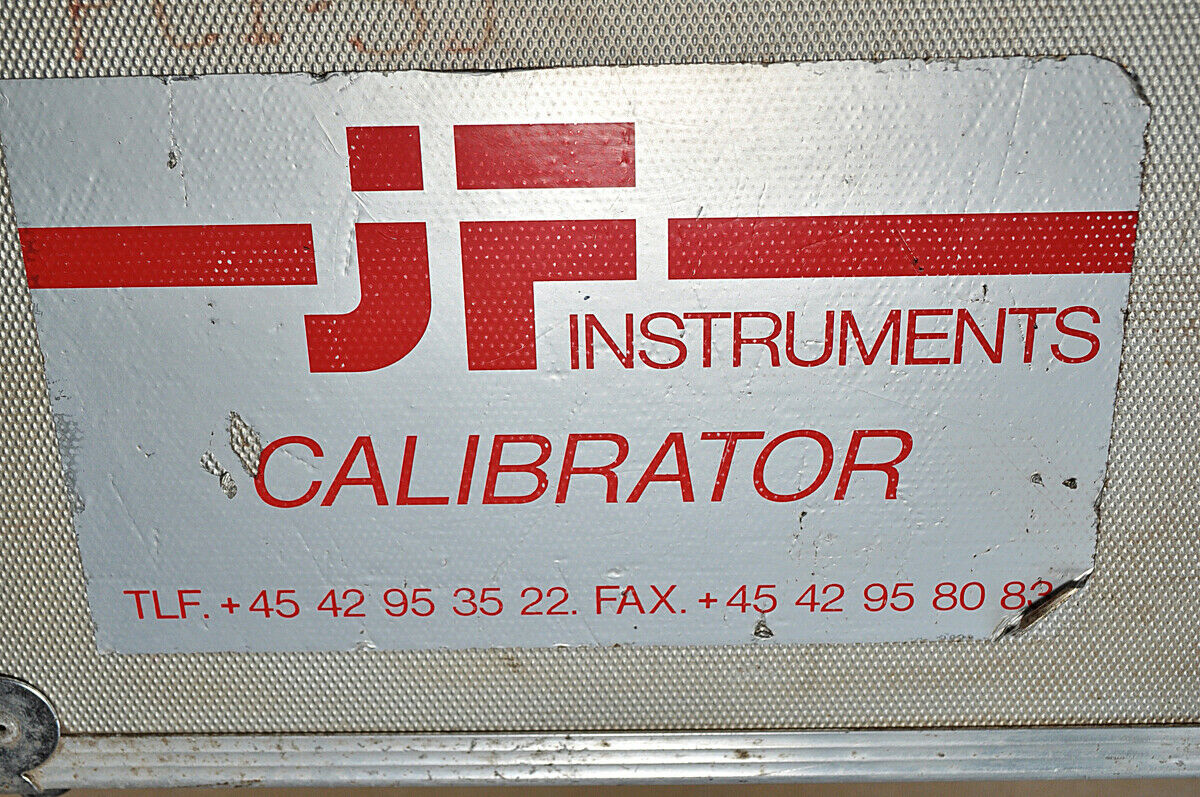 JF
INSTRUMENTS
CALIBRATOR
TLF. +45 42 95 35 22. FAX. +45 42 95 80 83